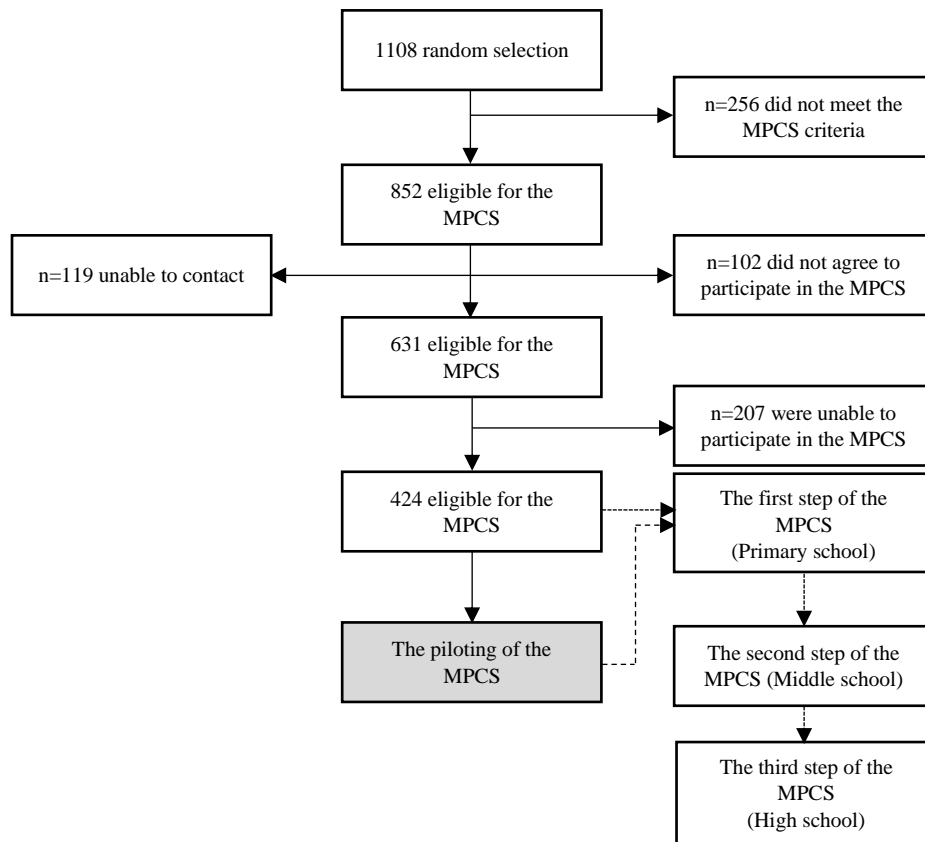 1108 random selection
n=256 did not meet the
MPCS criteria
852 eligible for the
MPCS
n=119 unable to contact
n=102 did not agree to
participate in the MPCS
631 eligible for the
MPCS
n=207 were unable to
participate in the MPCS
424 eligible for the
MPCS
The first step of the
MPCS
(Primary school)
The piloting of the
MPCS
The second step of the
MPCS (Middle school)
The third step of the
MPCS
(High school)